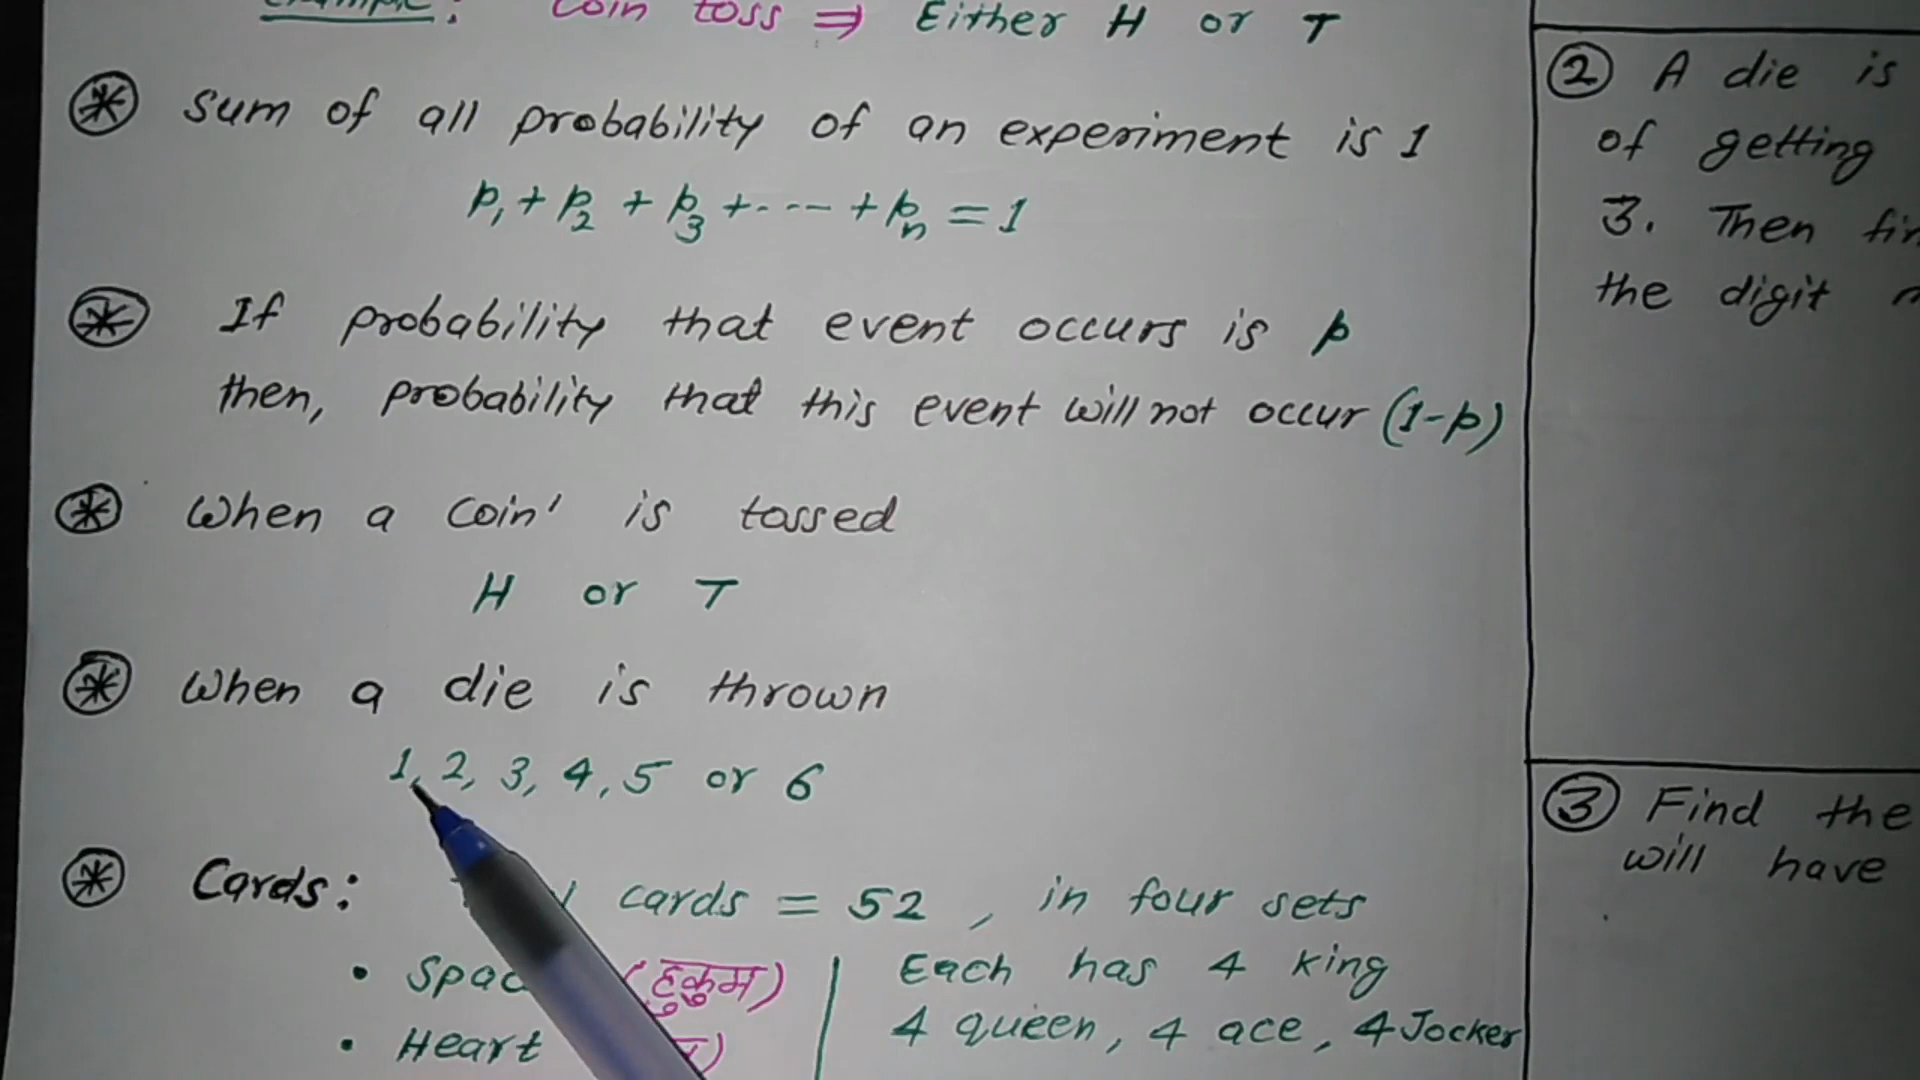 : Coin toss ⇒ Either H or T
Sum of all probability of an experiment is 1
p₁ + p₂ + p₃ + ---- + pₙ = 1
If probability that event occurs is p
then, probability that this event will not occur (1-p)
When a coin' is tossed
H or T
When a die is thrown
1, 2, 3, 4, 5 or 6
Cards: cards = 52 , in four sets
• Spad (हुकुम)
• Heart
Each has 4 king
4 queen, 4 ace, 4 Jocker
② A die is
of getting
3. Then
the digit
③ Find the
will have